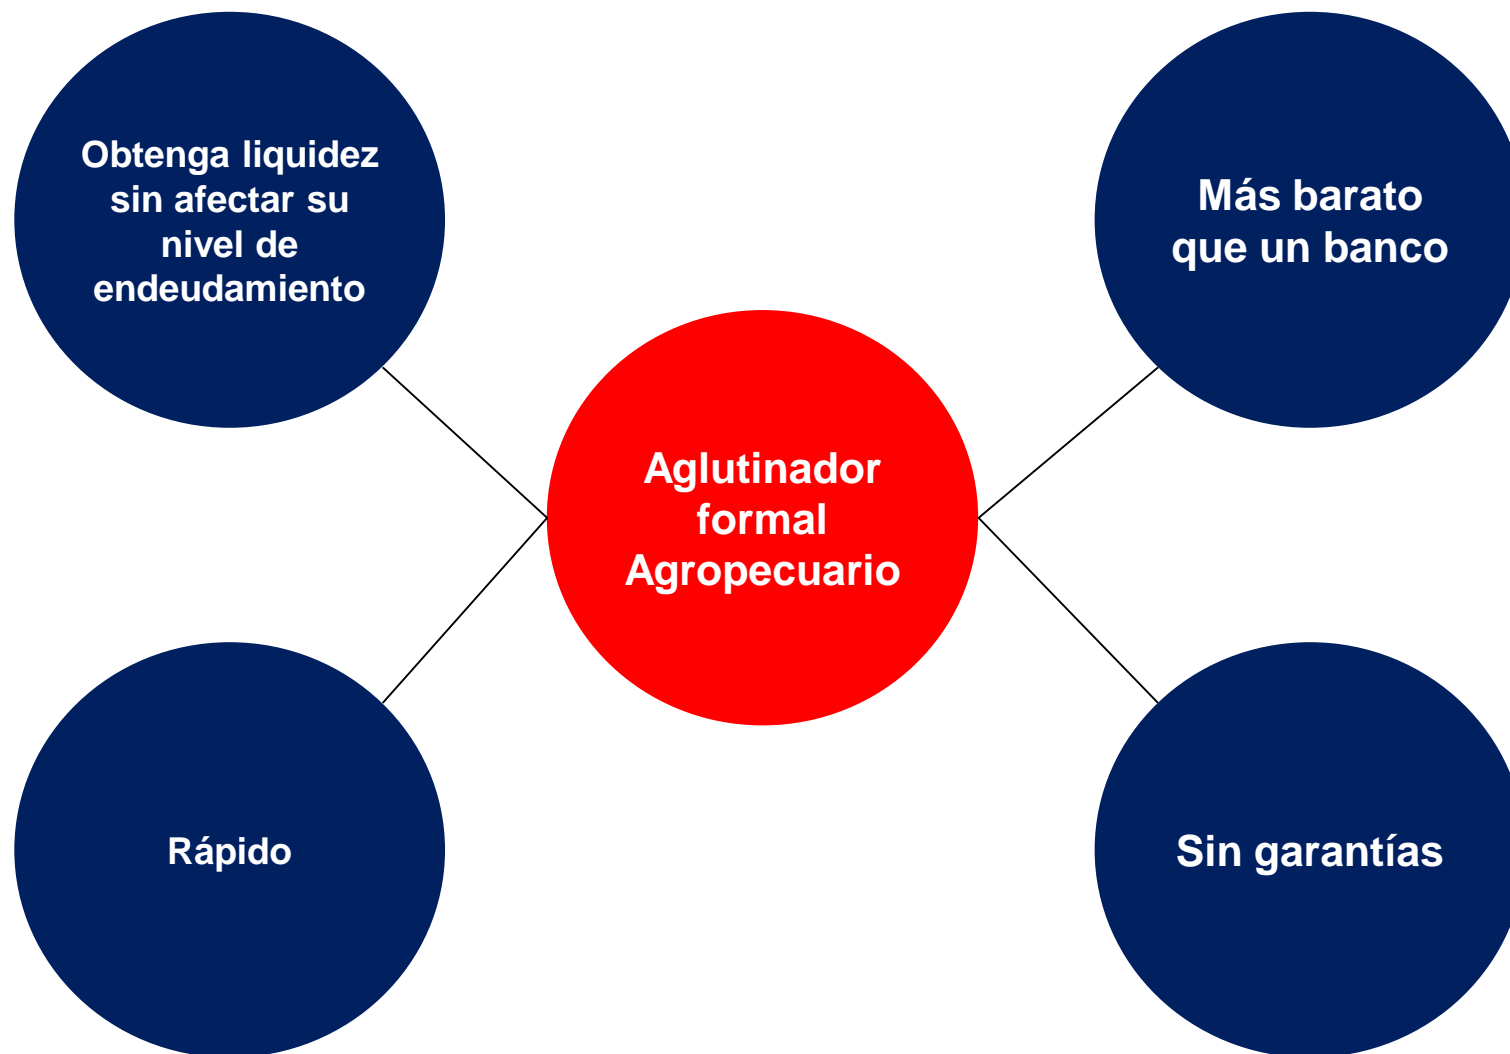 Obtenga liquidez
sin afectar su
nivel de
endeudamiento
Más barato
que un banco
Aglutinador
formal
Agropecuario
Rápido
Sin garantías